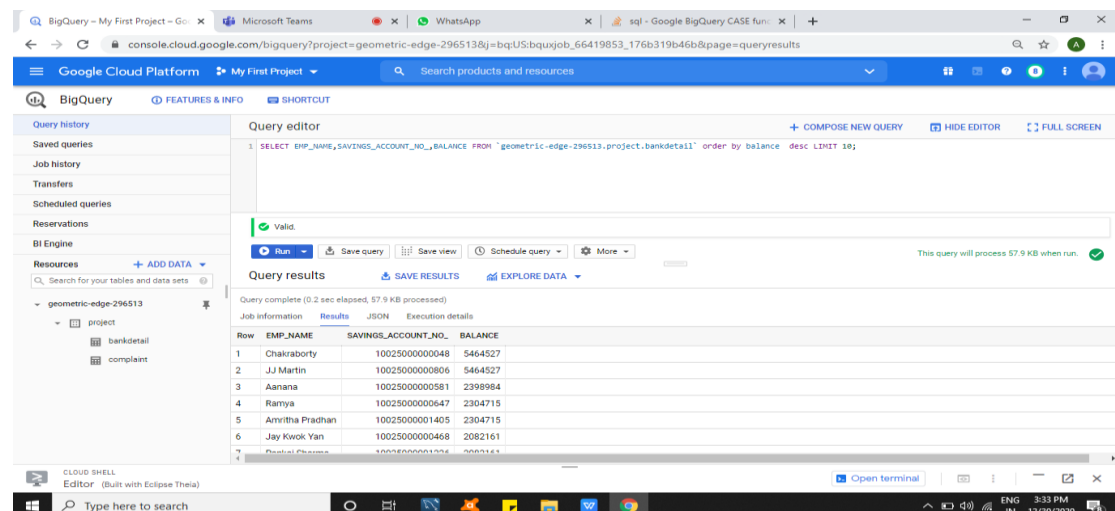 BigQuery – My First Project – Goo
Microsoft Teams
WhatsApp
sql - Google BigQuery CASE func
console.cloud.google.com/bigquery?project=geometric-edge-296513&j=bq:US:bquxjob_66419853_176b319b46b&page=queryresults
A
Google Cloud Platform
My First Project
Search products and resources
8
BigQuery
FEATURES & INFO
SHORTCUT
Query history
Saved queries
Job history
Transfers
Scheduled queries
Reservations
BI Engine
Resources
+ ADD DATA
Search for your tables and data sets
geometric-edge-296513
project
bankdetail
complaint
Query editor
+ COMPOSE NEW QUERY
HIDE EDITOR
FULL SCREEN
1 SELECT EMP_NAME,SAVINGS_ACCOUNT_NO_,BALANCE FROM `geometric-edge-296513.project.bankdetail` order by balance desc LIMIT 10;
Valid.
Run
Save query
Save view
Schedule query
More
This query will process 57.9 KB when run.
Query results
SAVE RESULTS
EXPLORE DATA
Query complete (0.2 sec elapsed, 57.9 KB processed)
Job information Results JSON Execution details
Row EMP_NAME SAVINGS_ACCOUNT_NO_ BALANCE
1 Chakraborty 10025000000048 5464527
2 JJ Martin 10025000000806 5464527
3 Aanana 10025000000581 2398984
4 Ramya 10025000000647 2304715
5 Amritha Pradhan 10025000001405 2304715
6 Jay Kwok Yan 10025000000468 2082161
CLOUD SHELL
Editor (Built with Eclipse Theia)
Open terminal
Type here to search
ENG 3:33 PM